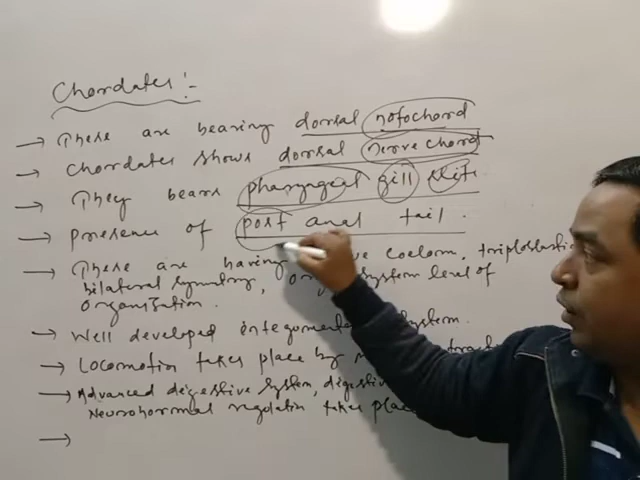 Chordates:-
→ These are bearing dorsal notochord
→ Chordates shows dorsal nerve chord
→ They bears pharyngeal gill slits
→ Presence of post anal tail.
→ These are having coelom, triploblastic
bilateral symmetry, system level of
organization.
→ Well developed integumentary system.
→ Locomotion takes place by
→ Advanced digestive system, digestive
Neurohormal regulation takes place
→